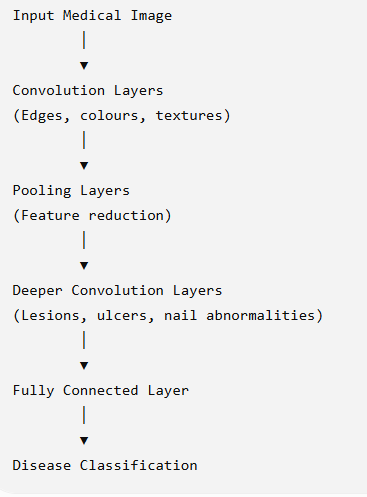 Input Medical Image
Convolution Layers
(Edges, colours, textures)
Pooling Layers
(Feature reduction)
Deeper Convolution Layers
(Lesions, ulcers, nail abnormalities)
Fully Connected Layer
Disease Classification